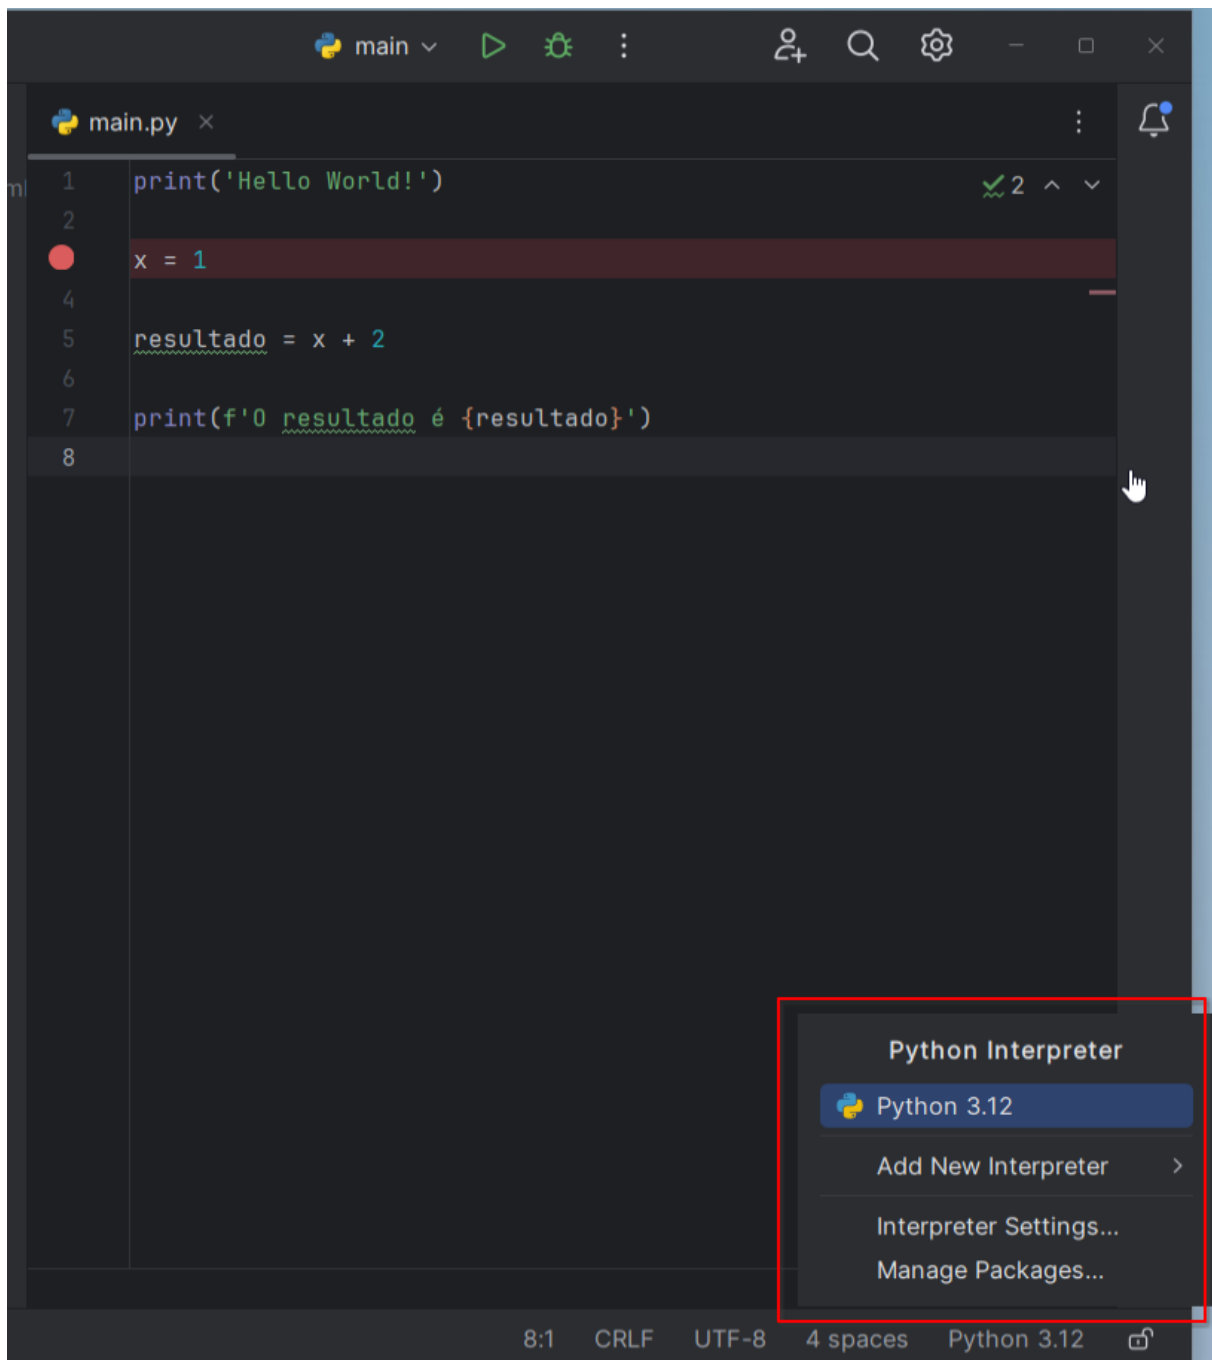 main
main.py
1 print('Hello World!') 2
2
x = 1
4
5 resultado = x + 2
6
7 print(f'O resultado é {resultado}')
8
Python Interpreter
Python 3.12
Add New Interpreter
Interpreter Settings...
Manage Packages...
8:1 CRLF UTF-8 4 spaces Python 3.12